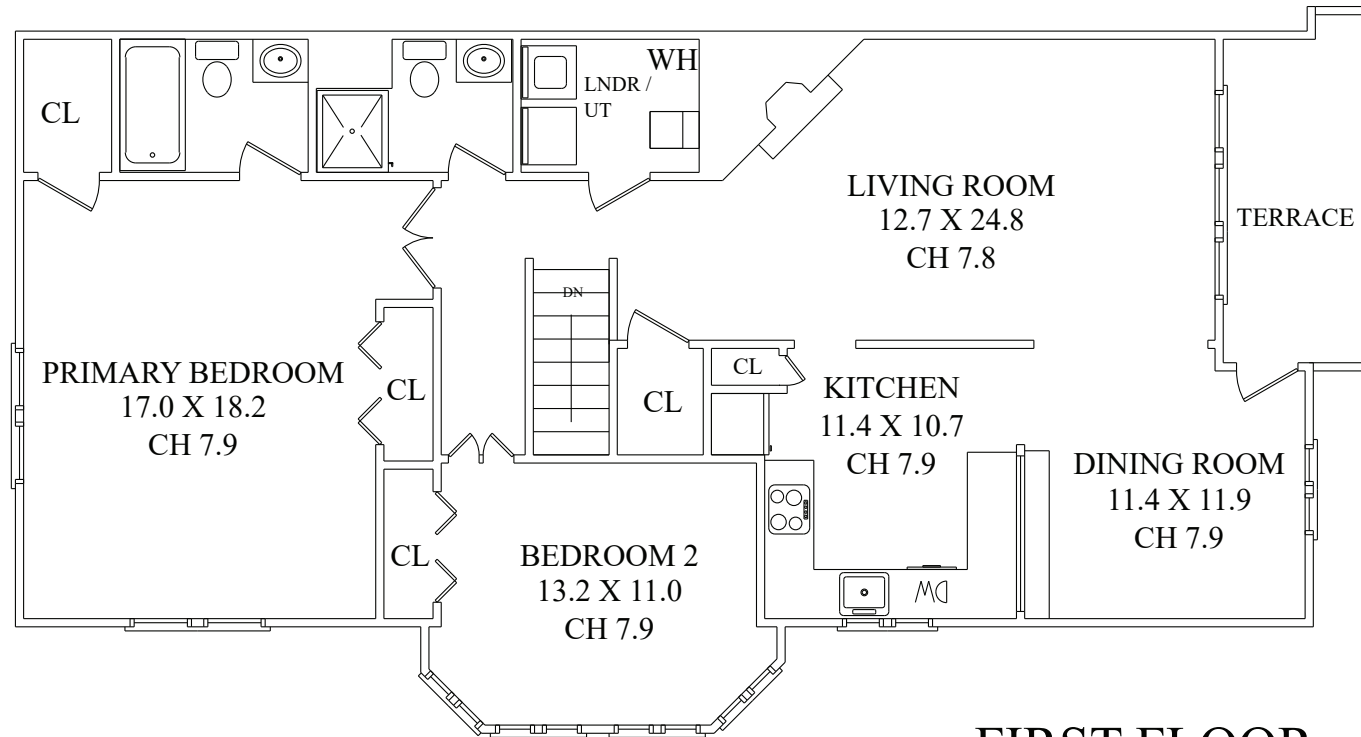 WH
LNDR /
UT
CL
LIVING ROOM
12.7 X 24.8
CH 7.8
TERRACE
DN
PRIMARY BEDROOM
17.0 X 18.2
CH 7.9
CL
CL
CL
KITCHEN
11.4 X 10.7
CH 7.9
DINING ROOM
11.4 X 11.9
CH 7.9
CL
BEDROOM 2
13.2 X 11.0
CH 7.9
DW
FIRST FLOOR